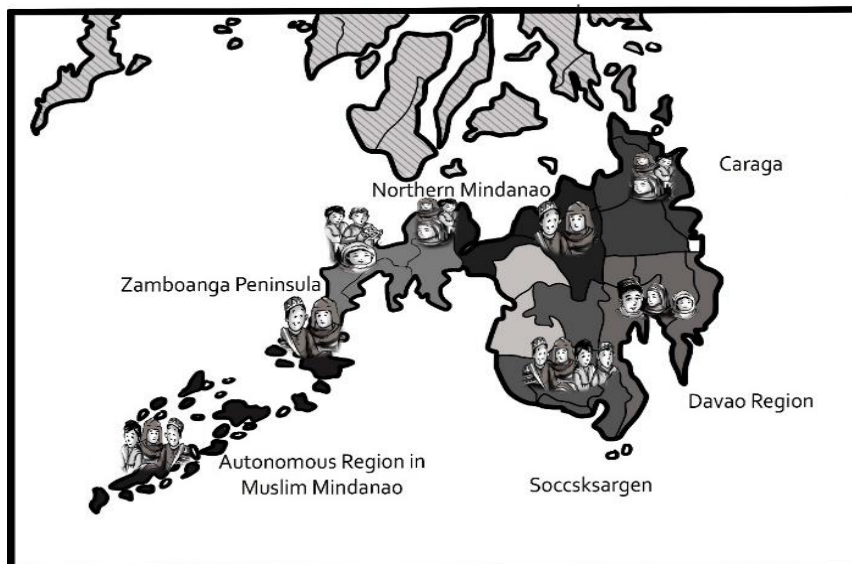 Caraga
Northern Mindanao
Zamboanga Peninsula
Davao Region
Autonomous Region in
Muslim Mindanao
Soccsksargen